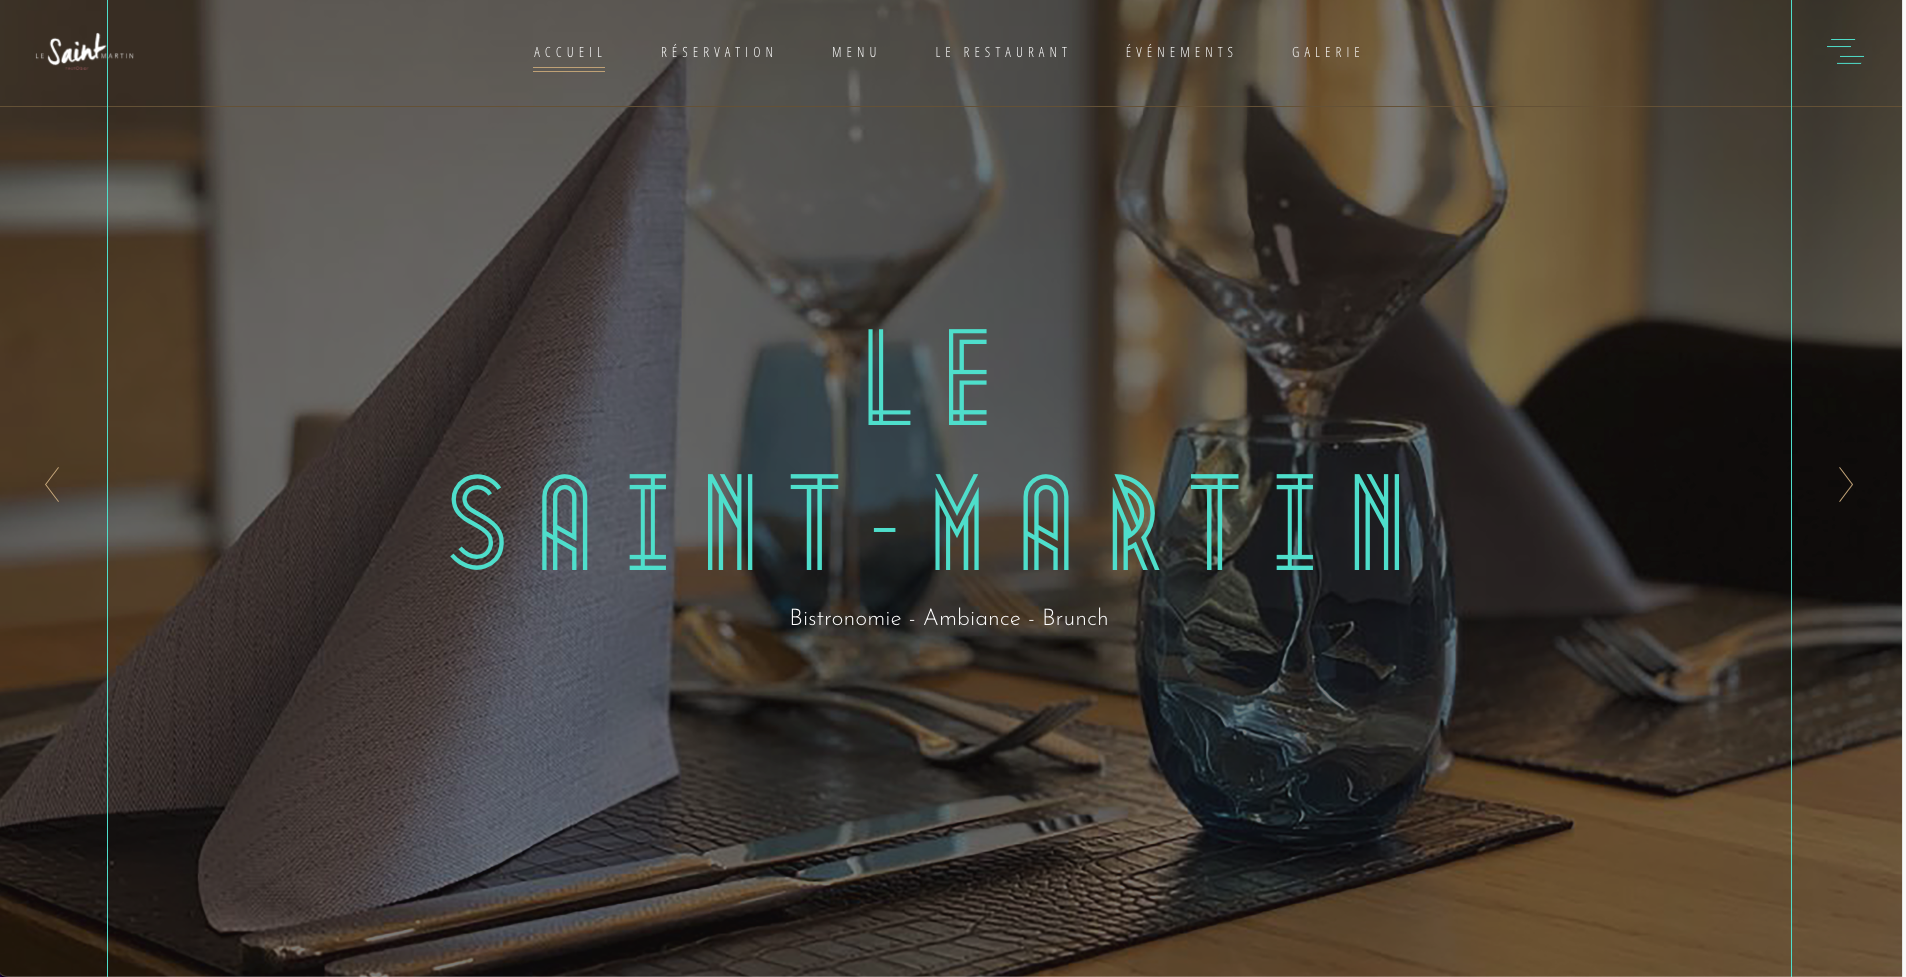 LE Saint MARTIN
ACCUEIL RÉSERVATION MENU LE RESTAURANT ÉVÉNEMENTS GALERIE
LE
SAINT-MARTIN
Bistronomie - Ambiance - Brunch